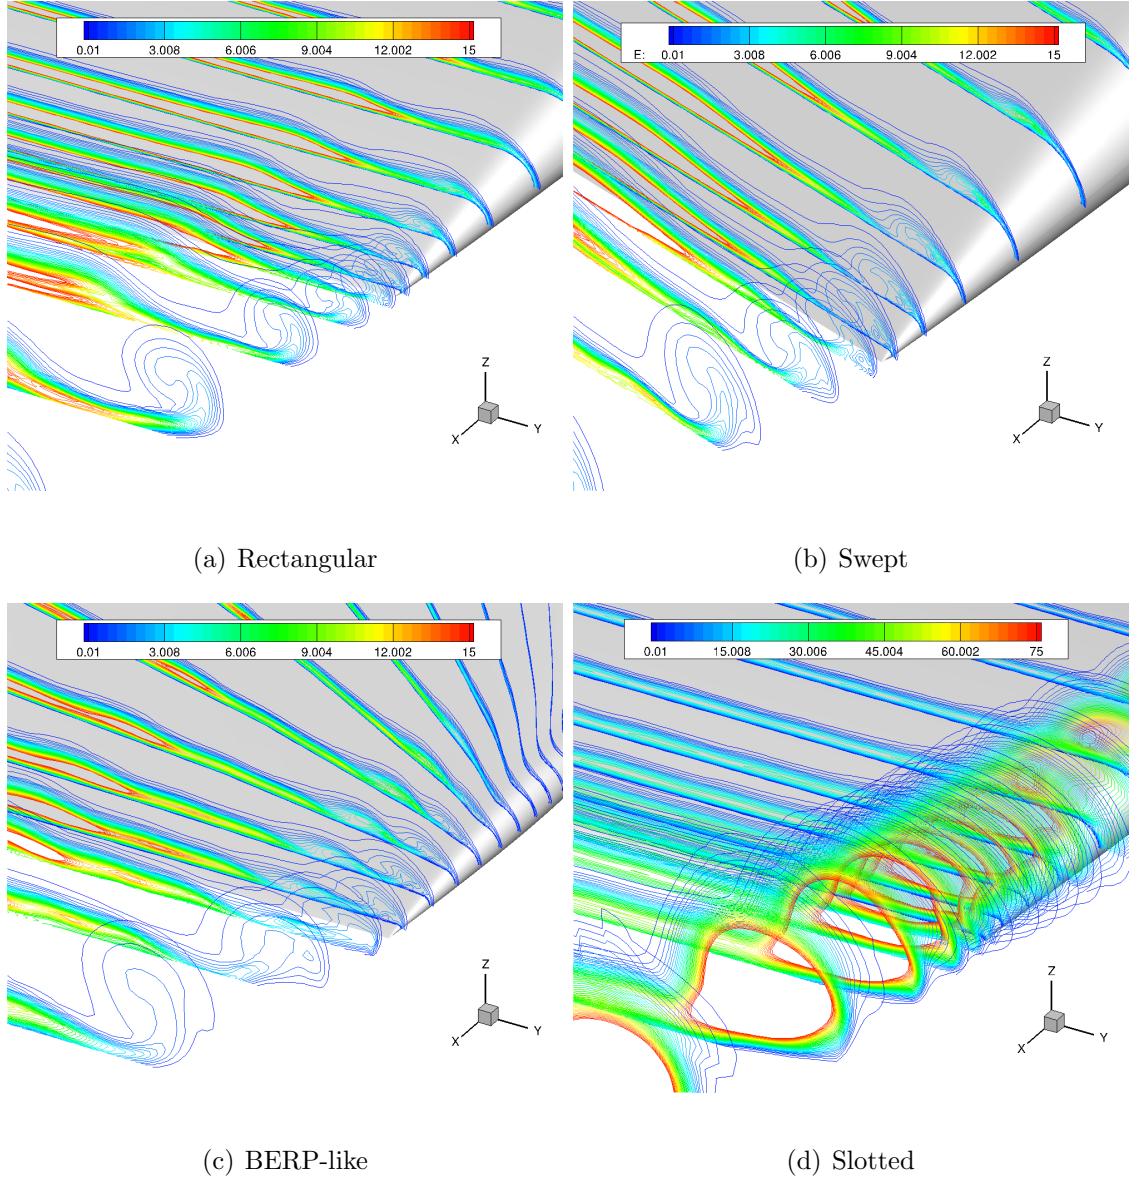 0.01 3.008 6.006 9.004 12.002 15
Z
X
Y
(a) Rectangular
E: 0.01 3.008 6.006 9.004 12.002 15
Z
X
Y
(b) Swept
0.01 3.008 6.006 9.004 12.002 15
Z
X
Y
(c) BERP-like
0.01 15.008 30.006 45.004 60.002 75
Z
X
Y
(d) Slotted